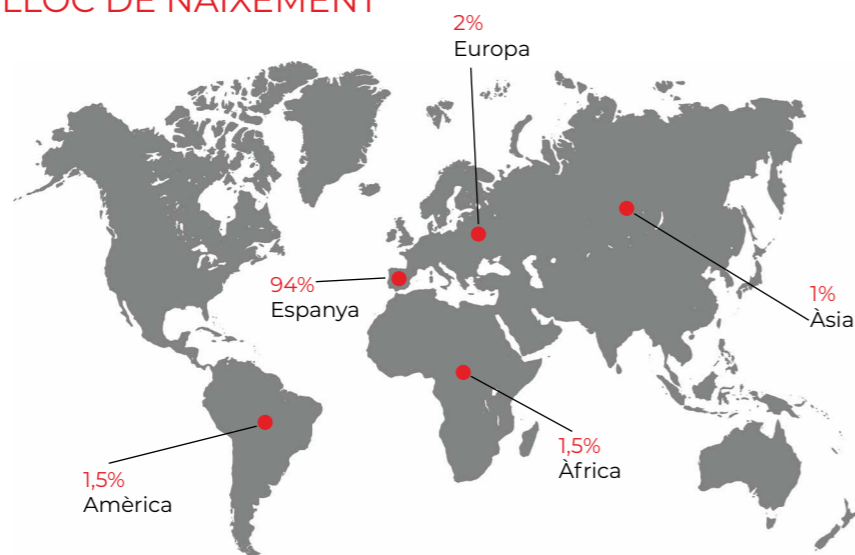 LLOC DE NAIXEMENT
2%
Europa
94%
Espanya
1%
Àsia
1,5%
Àfrica
1,5%
Amèrica